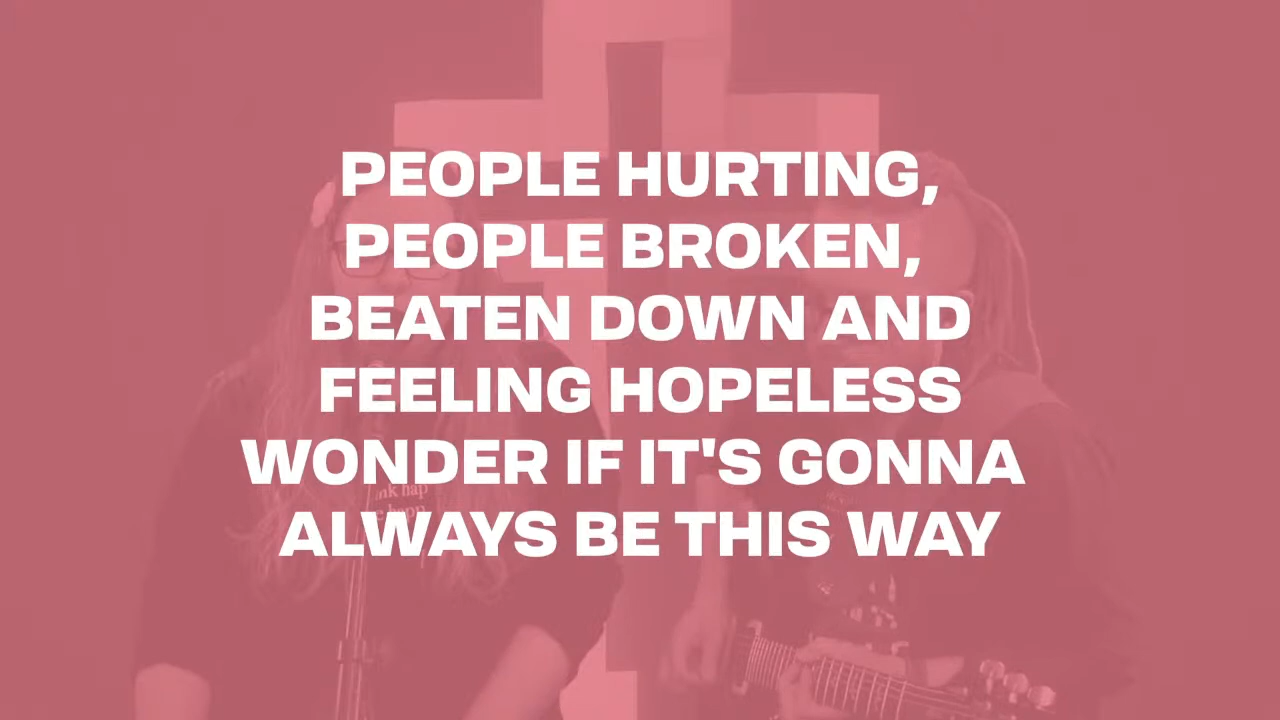 PEOPLE HURTING,
PEOPLE BROKEN,
BEATEN DOWN AND
FEELING HOPELESS
WONDER IF IT'S GONNA
ALWAYS BE THIS WAY